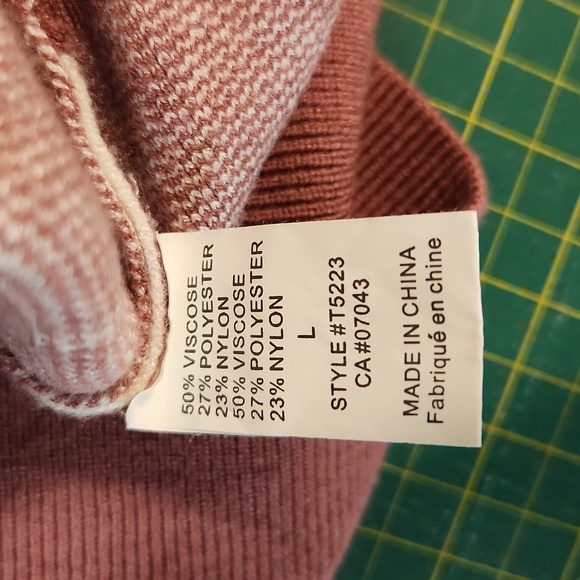 50% VISCOSE
27% POLYESTER
23% NYLON
50% VISCOSE
27% POLYESTER
23% NYLON
L
STYLE #T5223
CA#07043
MADE IN CHINA
Fabriqué en chine